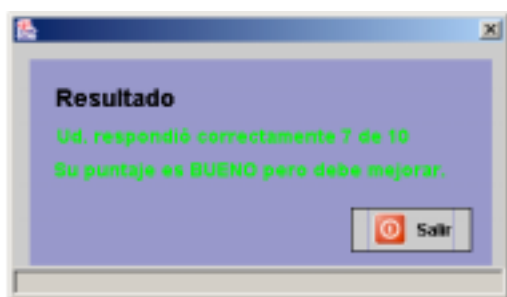 Resultado
Ud. respondió correctamente 7 de 10
Su puntaje es BUENO pero debe mejorar.
Salir